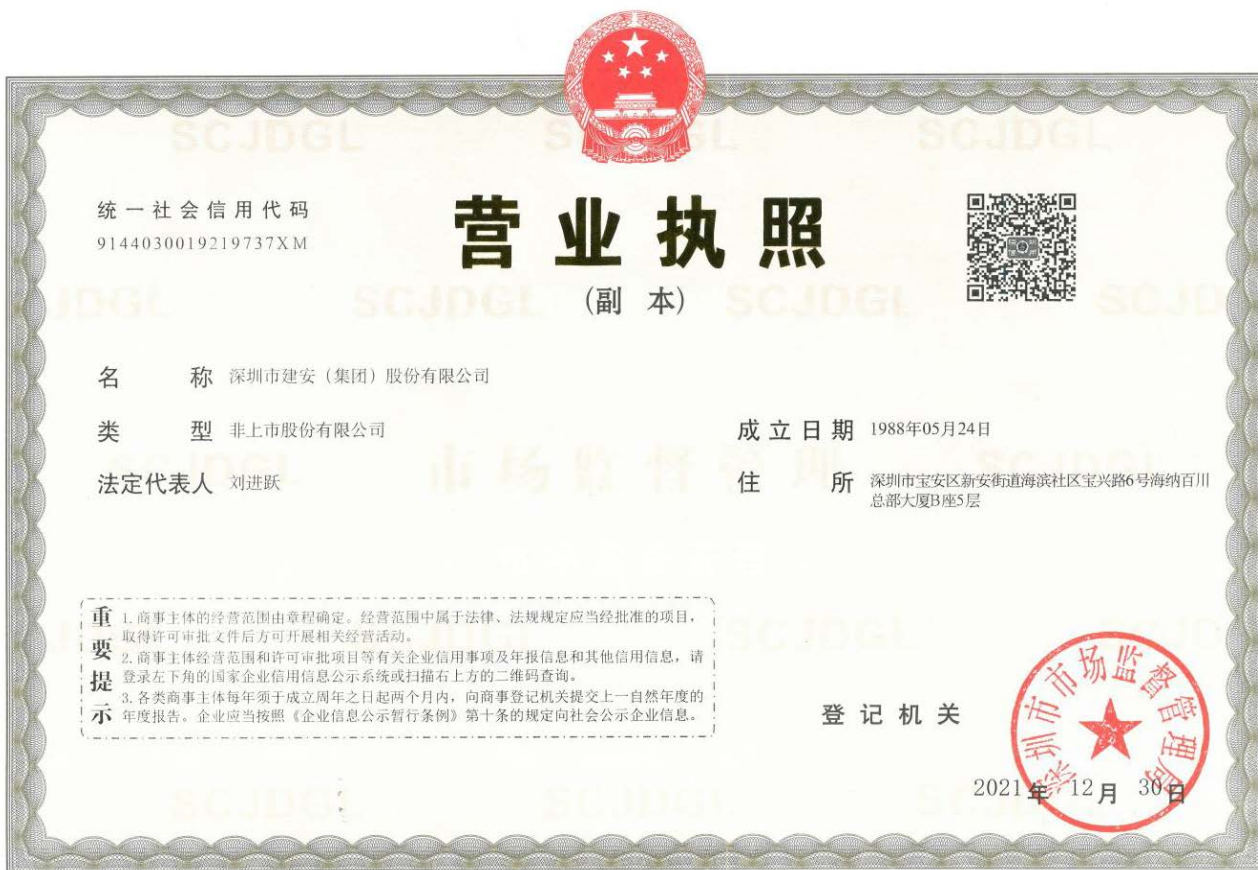 统一社会信用代码
9144030019219737XM
营业执照
(副 本)
名 称 深圳市建安（集团）股份有限公司
类 型 非上市股份有限公司
成立日期 1988年05月24日
法定代表人 刘进跃
住 所 深圳市宝安区新安街道海滨社区宝兴路6号海纳百川
总部大厦B座5层
重要提示
1. 商事主体的经营范围由章程确定。经营范围中属于法律、法规规定应当经批准的项目，
取得许可审批文件后方可开展相关经营活动。
2. 商事主体经营范围和许可审批项目等有关企业信用事项及年报信息和其他信用信息，请
登录左下角的国家企业信用信息公示系统或扫描右上方的二维码查询。
3. 各类商事主体每年须于成立周年之日起两个月内，向商事登记机关提交上一自然年度的
年度报告。企业应当按照《企业信息公示暂行条例》第十条的规定向社会公示企业信息。
登记机关
深圳市市场监督管理局
2021年 12月 30日
SCJDGL
市场监督管理